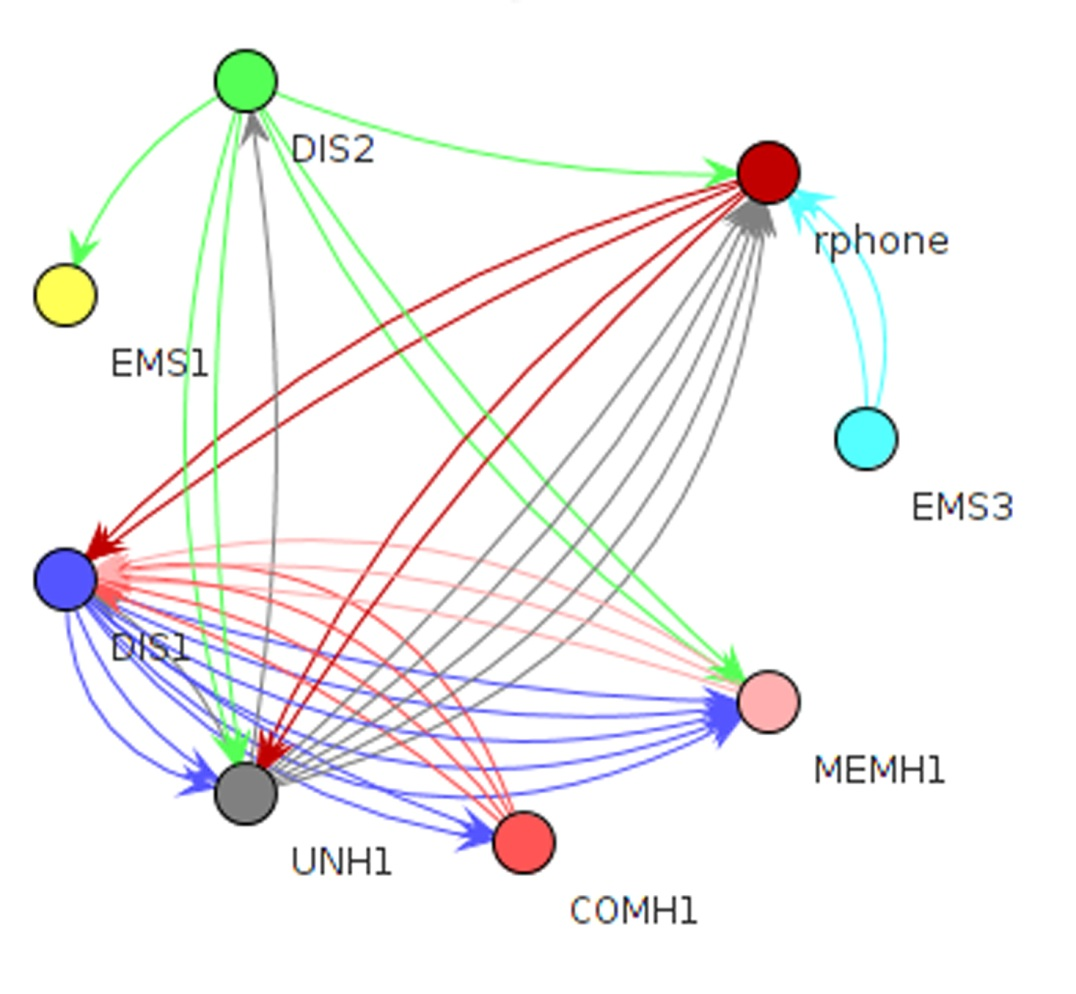 DIS2
rphone
EMS1
EMS3
DIS1
MEMH1
UNH1
COMH1